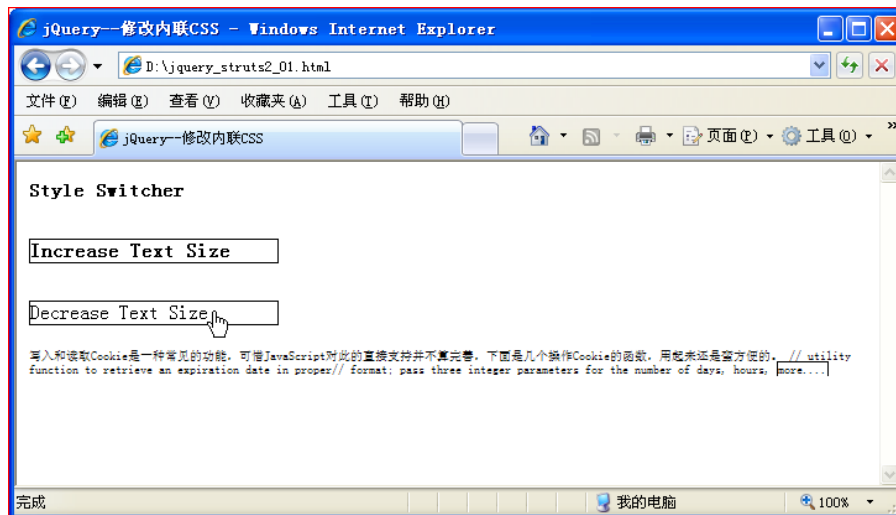 jQuery--修改内联CSS - Windows Internet Explorer
D:\jquery_struts2_01.html
文件(F) 编辑(E) 查看(V) 收藏夹(A) 工具(T) 帮助(H)
jQuery--修改内联CSS 页面(P) 工具(O) »
Style Switcher
Increase Text Size
Decrease Text Size
写入和读取Cookie是一种常见的功能，可惜JavaScript对此的直接支持并不算完善。下面是几个操作Cookie的函数，用起来还是蛮方便的。 // utility
function to retrieve an expiration date in proper// format; pass three integer parameters for the number of days, hours, more....
完成 我的电脑 100%